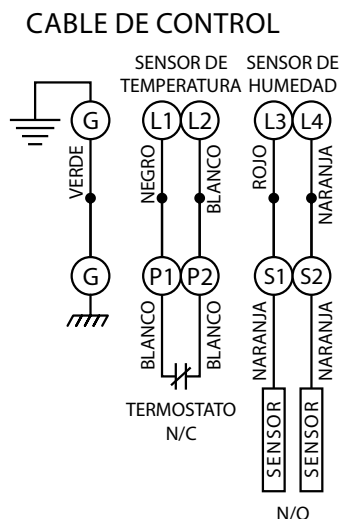 CABLE DE CONTROL
SENSOR DE TEMPERATURA
SENSOR DE HUMEDAD
G
L1
L2
L3
L4
VERDE
NEGRO
BLANCO
ROJO
NARANJA
G
P1
P2
S1
S2
BLANCO
BLANCO
NARANJA
NARANJA
TERMOSTATO
N/C
SENSOR
SENSOR
N/O